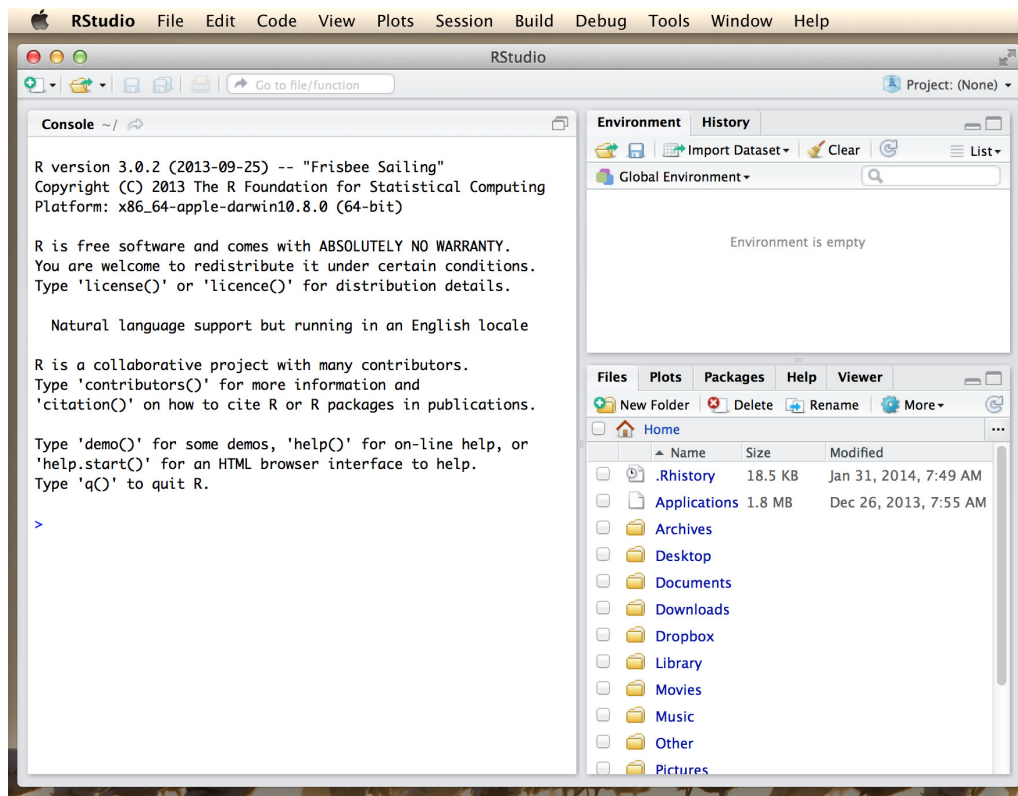 RStudio File Edit Code View Plots Session Build Debug Tools Window Help
RStudio
Go to file/function
Project: (None)
Console ~/
R version 3.0.2 (2013-09-25) -- "Frisbee Sailing"
Copyright (C) 2013 The R Foundation for Statistical Computing
Platform: x86_64-apple-darwin10.8.0 (64-bit)
R is free software and comes with ABSOLUTELY NO WARRANTY.
You are welcome to redistribute it under certain conditions.
Type 'license()' or 'licence()' for distribution details.
Natural language support but running in an English locale
R is a collaborative project with many contributors.
Type 'contributors()' for more information and
'citation()' on how to cite R or R packages in publications.
Type 'demo()' for some demos, 'help()' for on-line help, or
'help.start()' for an HTML browser interface to help.
Type 'q()' to quit R.
>
Environment History
Import Dataset Clear List
Global Environment
Environment is empty
Files Plots Packages Help Viewer
New Folder Delete Rename More
Home ...
Name Size Modified
.Rhistory 18.5 KB Jan 31, 2014, 7:49 AM
Applications 1.8 MB Dec 26, 2013, 7:55 AM
Archives
Desktop
Documents
Downloads
Dropbox
Library
Movies
Music
Other
Pictures